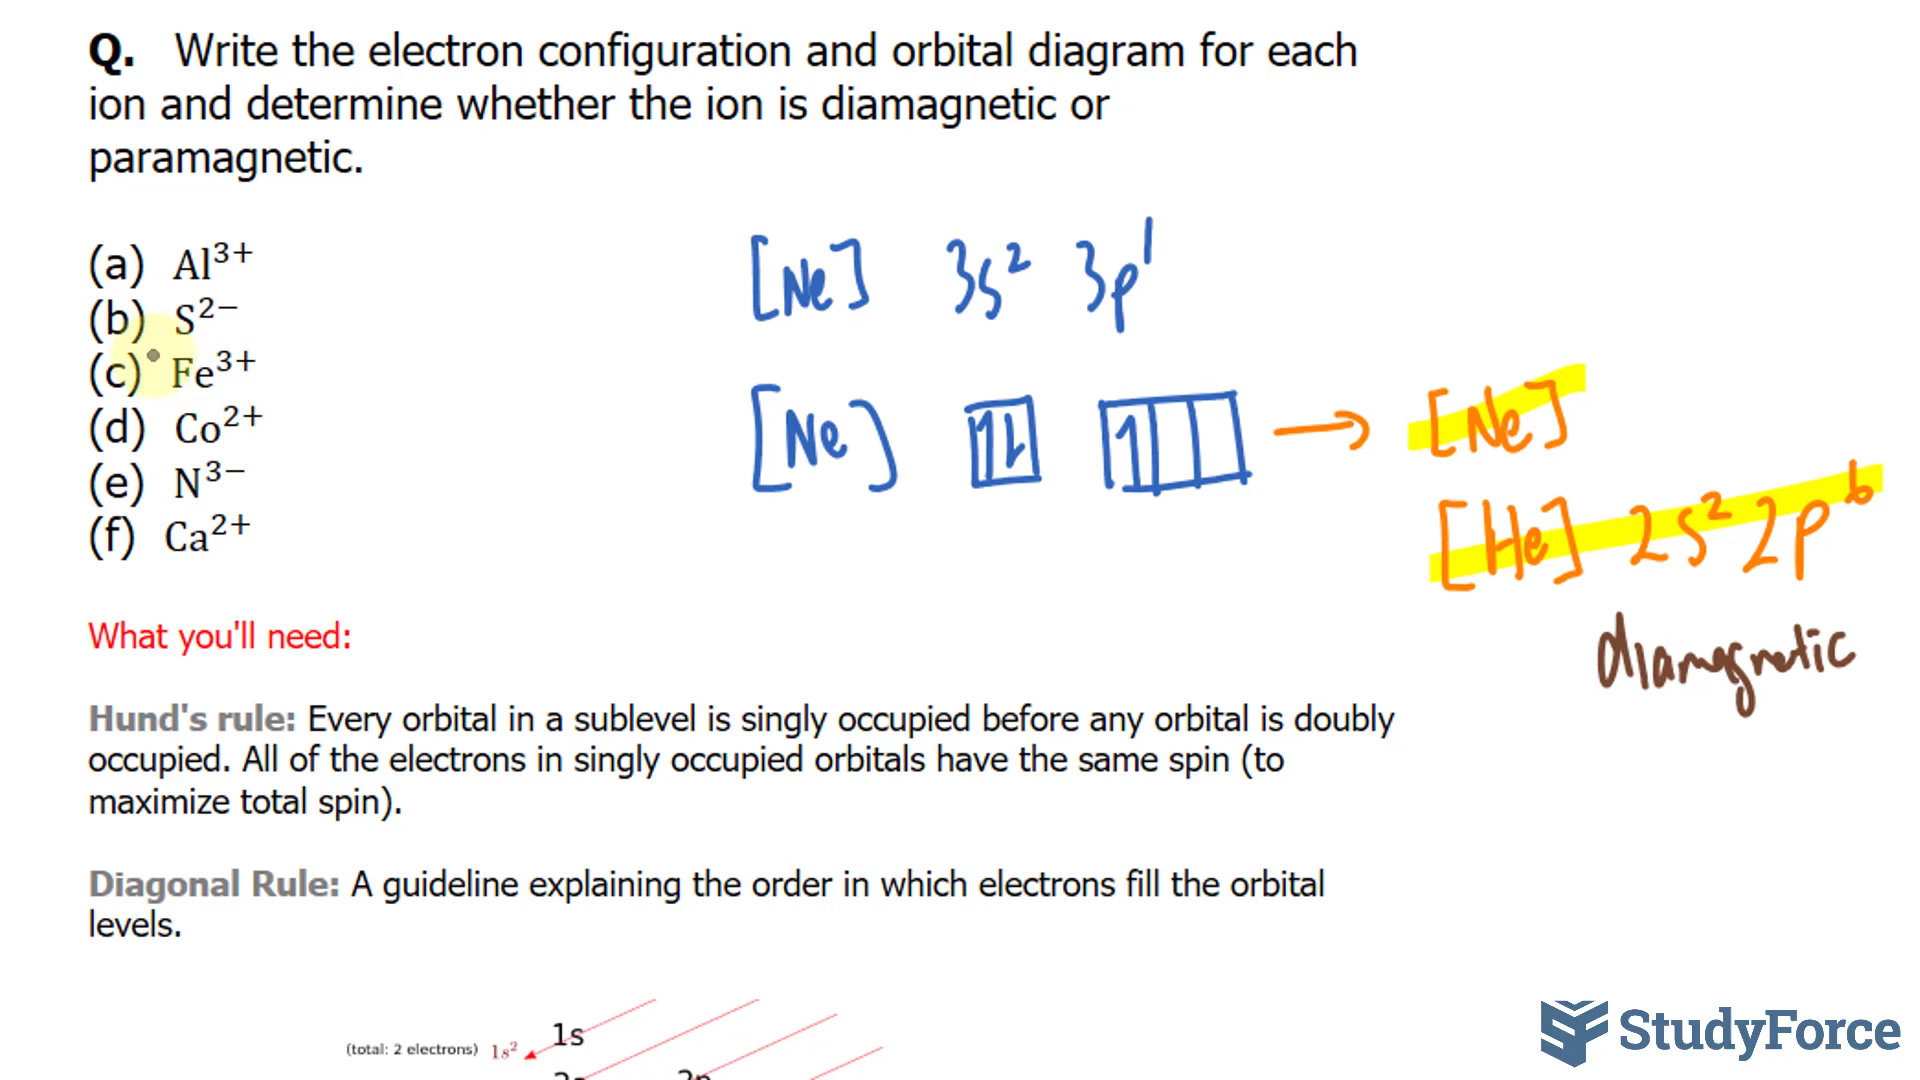 Q. Write the electron configuration and orbital diagram for each
ion and determine whether the ion is diamagnetic or
paramagnetic.
(a) Al³⁺
(b) S²⁻
(c) Fe³⁺
(d) Co²⁺
(e) N³⁻
(f) Ca²⁺
[Ne] 3s² 3p¹
[Ne] 1L 1 → [Ne]
[He] 2s² 2p⁶
diamagnetic
What you'll need:
Hund's rule: Every orbital in a sublevel is singly occupied before any orbital is doubly
occupied. All of the electrons in singly occupied orbitals have the same spin (to
maximize total spin).
Diagonal Rule: A guideline explaining the order in which electrons fill the orbital
levels.
(total: 2 electrons) 1s² 1s
2s 2p
StudyForce